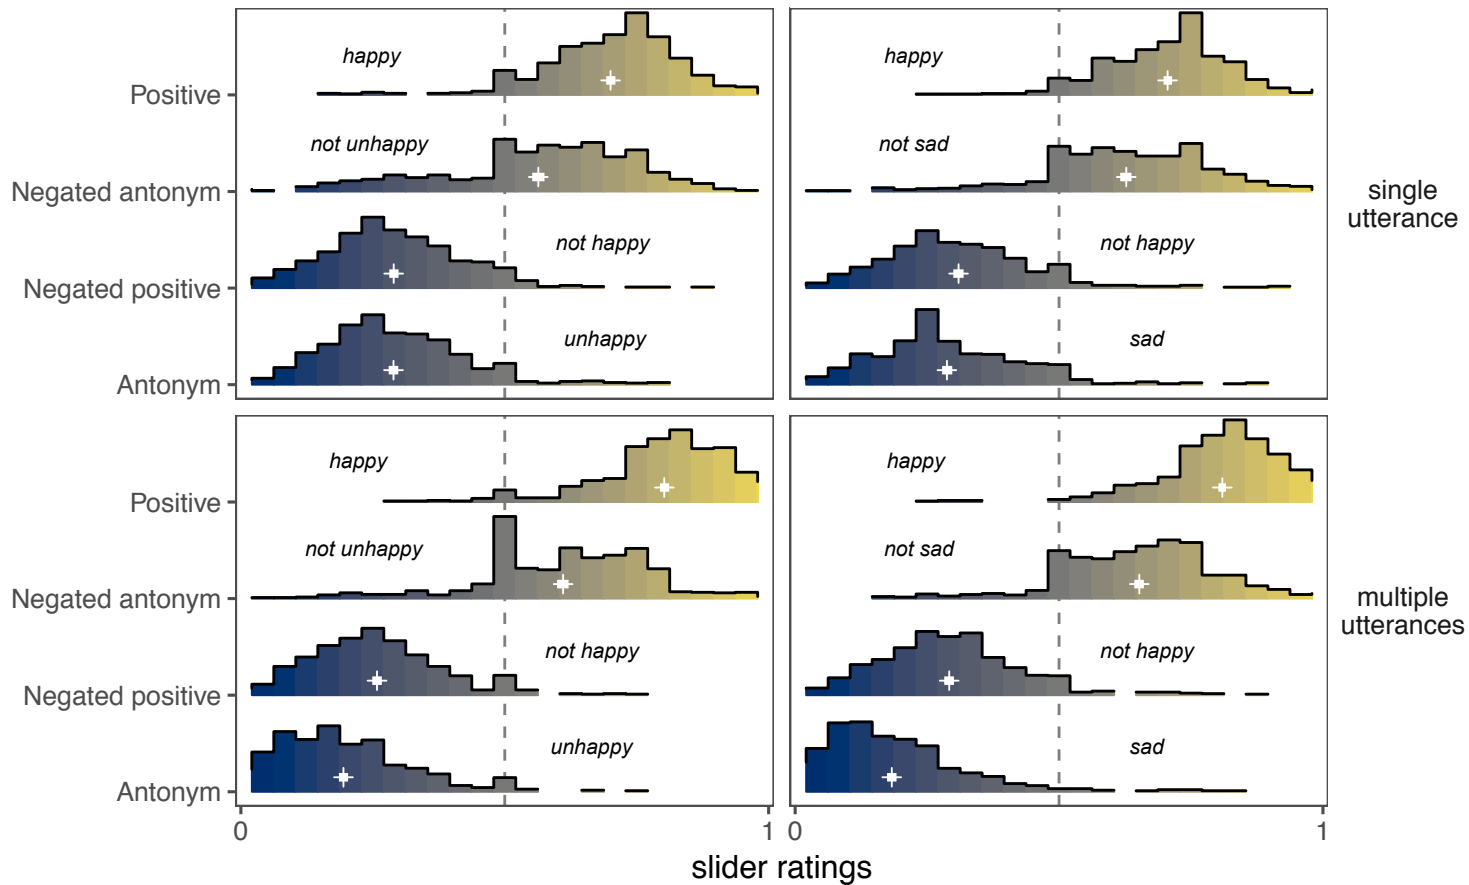 happy
happy
Positive
not unhappy
not sad
Negated antonym
single
utterance
not happy
not happy
Negated positive
unhappy
sad
Antonym
happy
happy
Positive
not unhappy
not sad
Negated antonym
multiple
utterances
not happy
not happy
Negated positive
unhappy
sad
Antonym
0 1 0 1
slider ratings